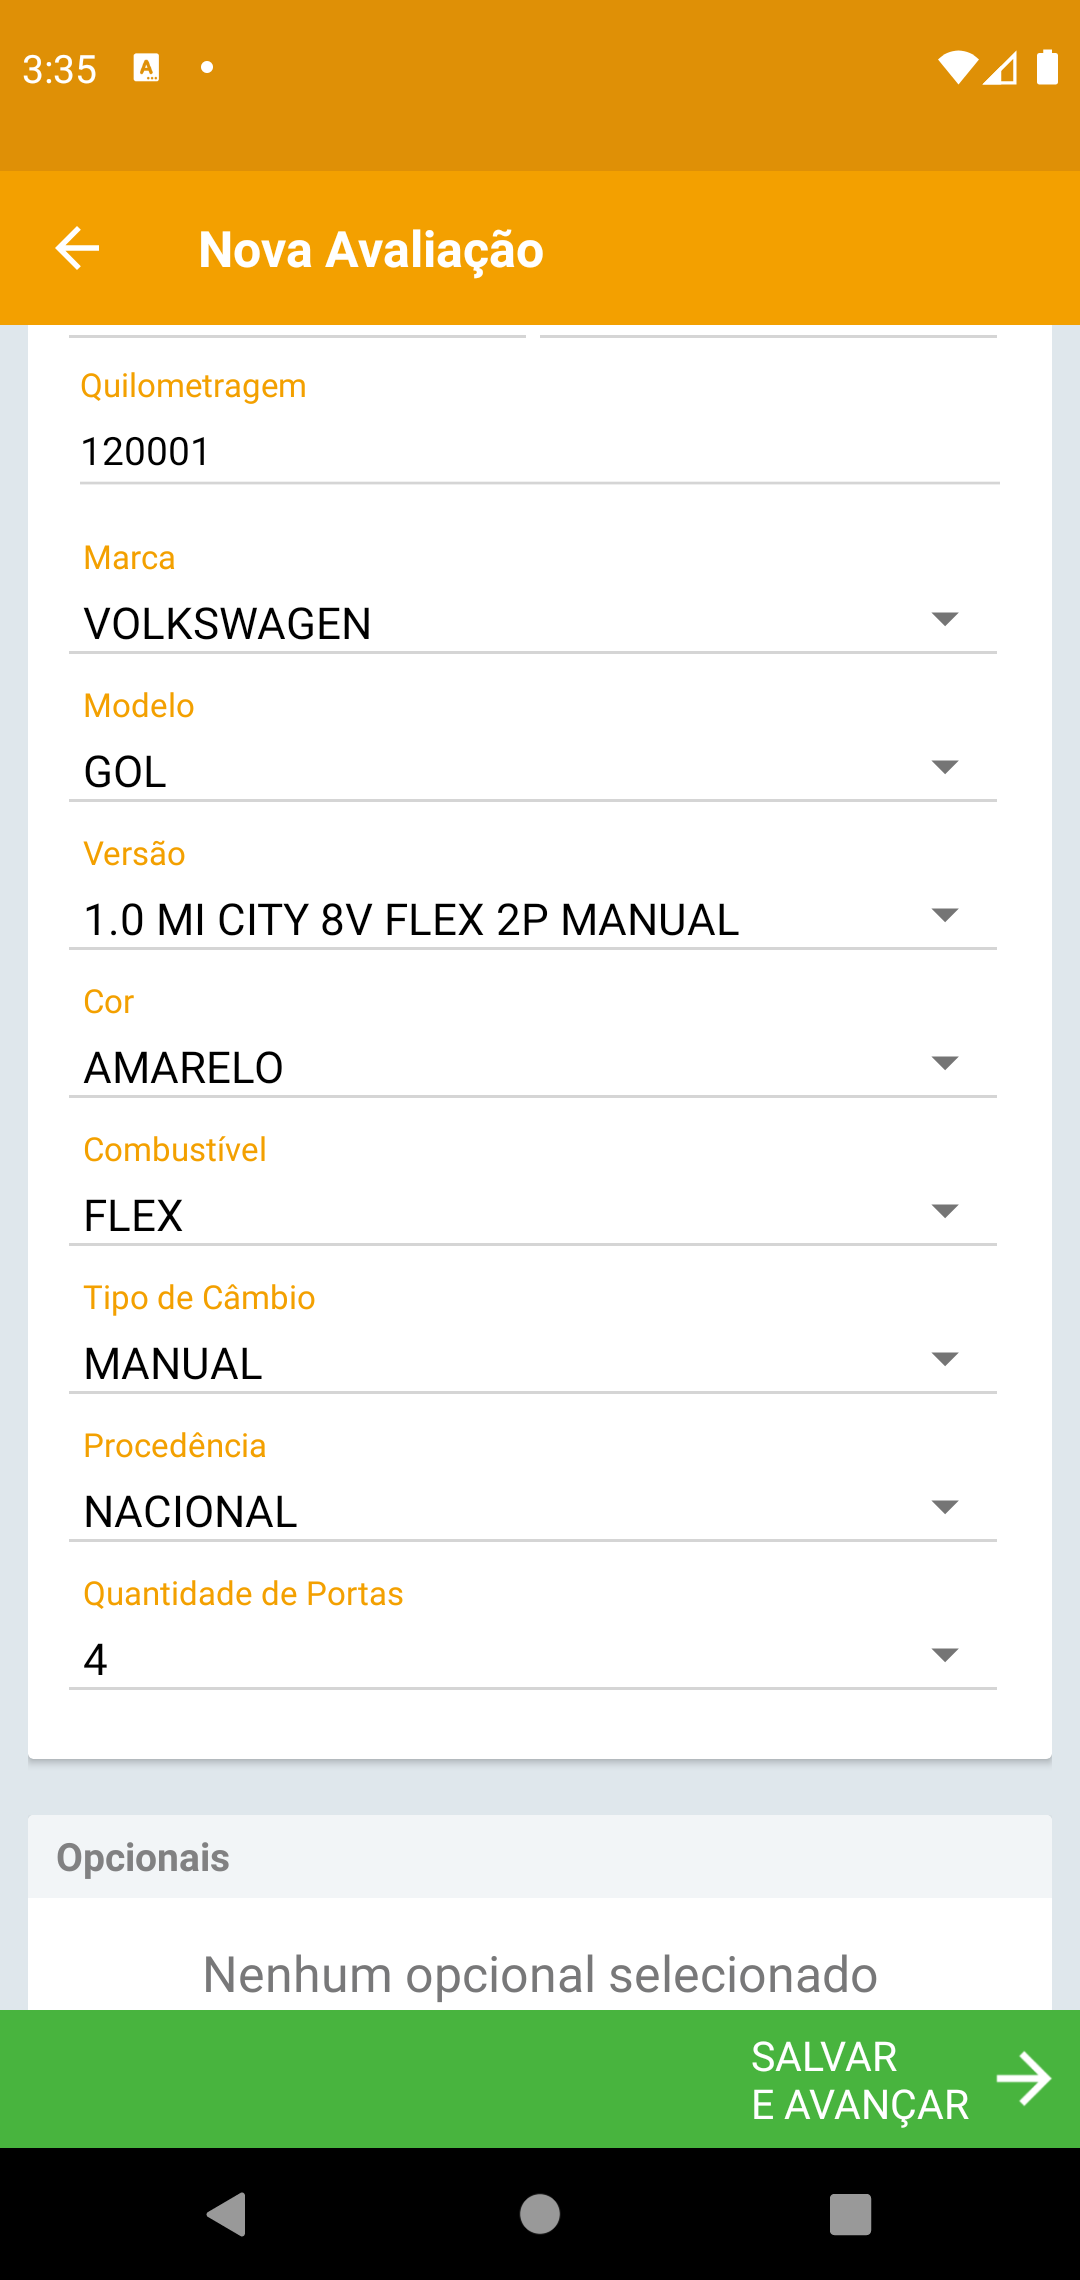 3:35
Nova Avaliação
Quilometragem
120001
Marca
VOLKSWAGEN
Modelo
GOL
Versão
1.0 MI CITY 8V FLEX 2P MANUAL
Cor
AMARELO
Combustível
FLEX
Tipo de Câmbio
MANUAL
Procedência
NACIONAL
Quantidade de Portas
4
Opcionais
Nenhum opcional selecionado
SALVAR
E AVANÇAR